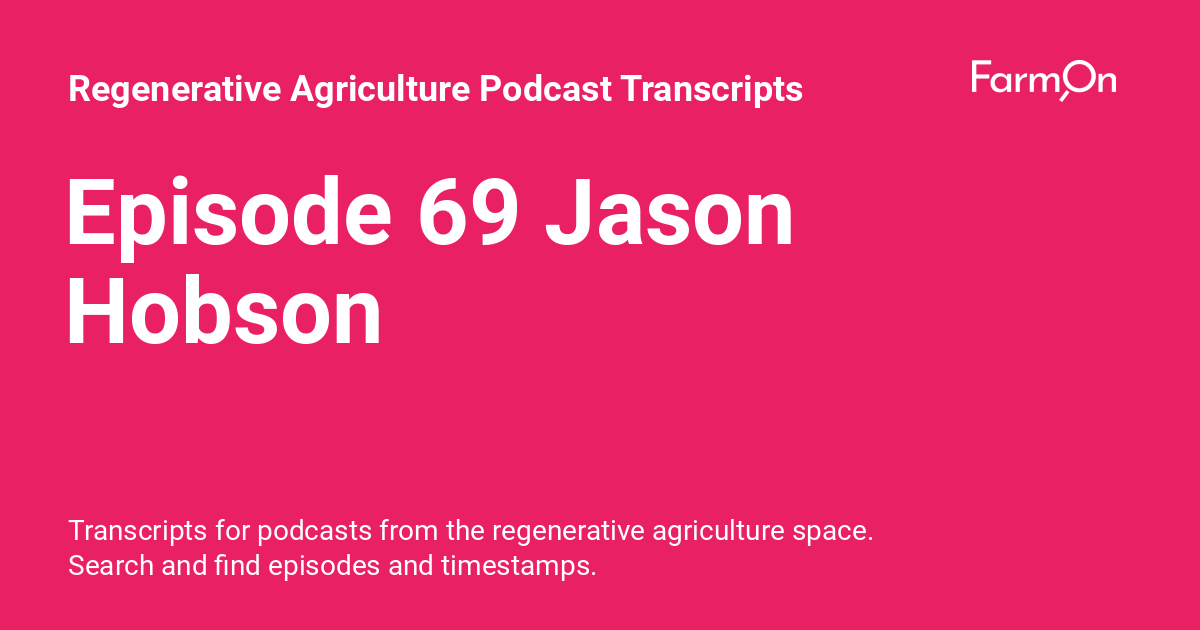 Regenerative Agriculture Podcast Transcripts
FarmOn
Episode 69 Jason
Hobson
Transcripts for podcasts from the regenerative agriculture space.
Search and find episodes and timestamps.